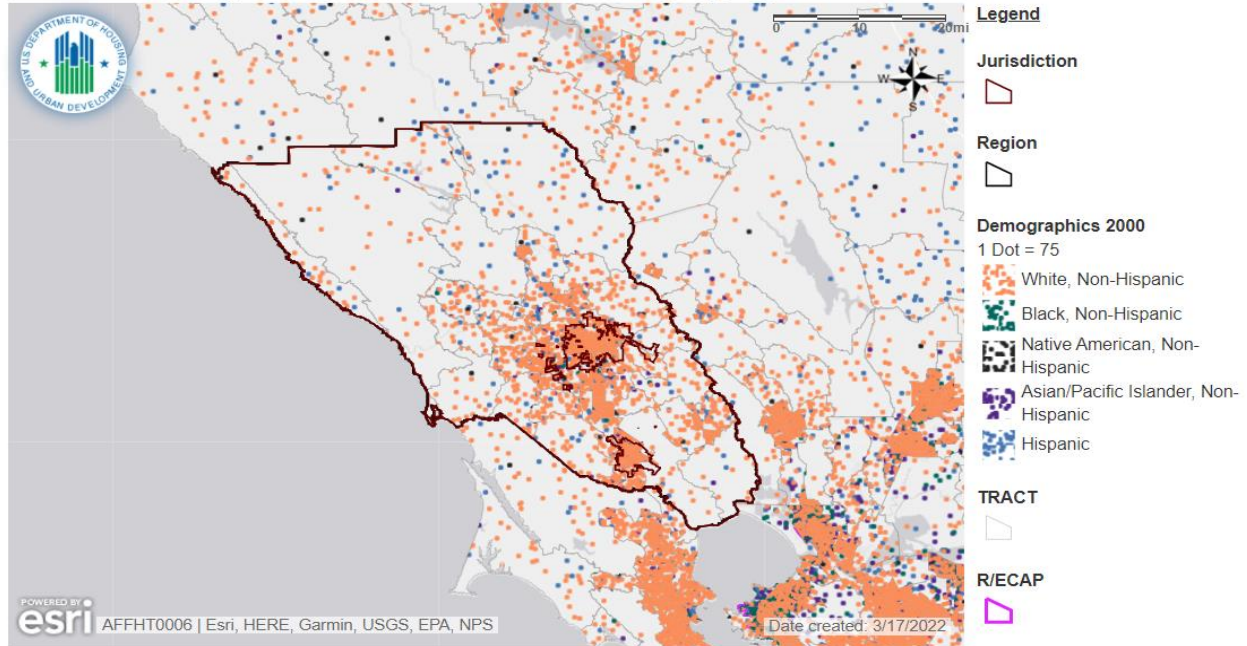 U.S. DEPARTMENT OF HOUSING
AND URBAN DEVELOPMENT
0 10 20mi
N
W E
S
Legend
Jurisdiction
Region
Demographics 2000
1 Dot = 75
White, Non-Hispanic
Black, Non-Hispanic
Native American, Non-
Hispanic
Asian/Pacific Islander, Non-
Hispanic
Hispanic
TRACT
R/ECAP
POWERED BY
esri
AFFHT0006 | Esri, HERE, Garmin, USGS, EPA, NPS
Date created: 3/17/2022